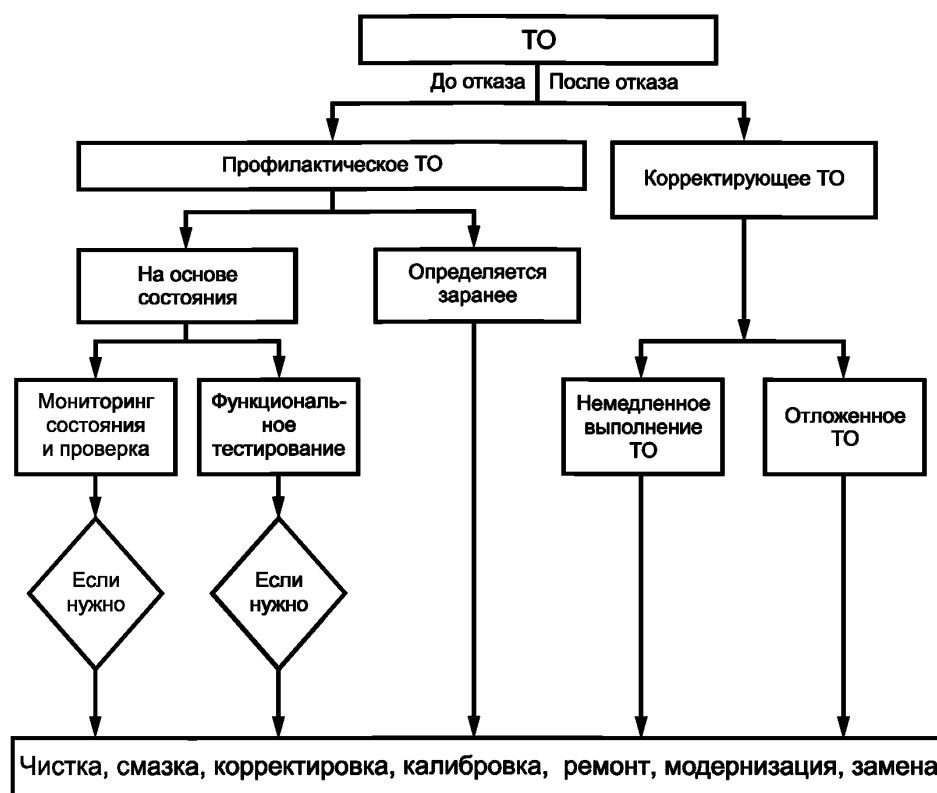 ТО
До отказа После отказа
Профилактическое ТО
Корректирующее ТО
На основе
состояния
Определяется
заранее
Мониторинг
состояния
и проверка
Функциональ-
ное
тестирование
Немедленное
выполнение
ТО
Отложенное
ТО
Если
нужно
Если
нужно
Чистка, смазка, корректировка, калибровка, ремонт, модернизация, замена